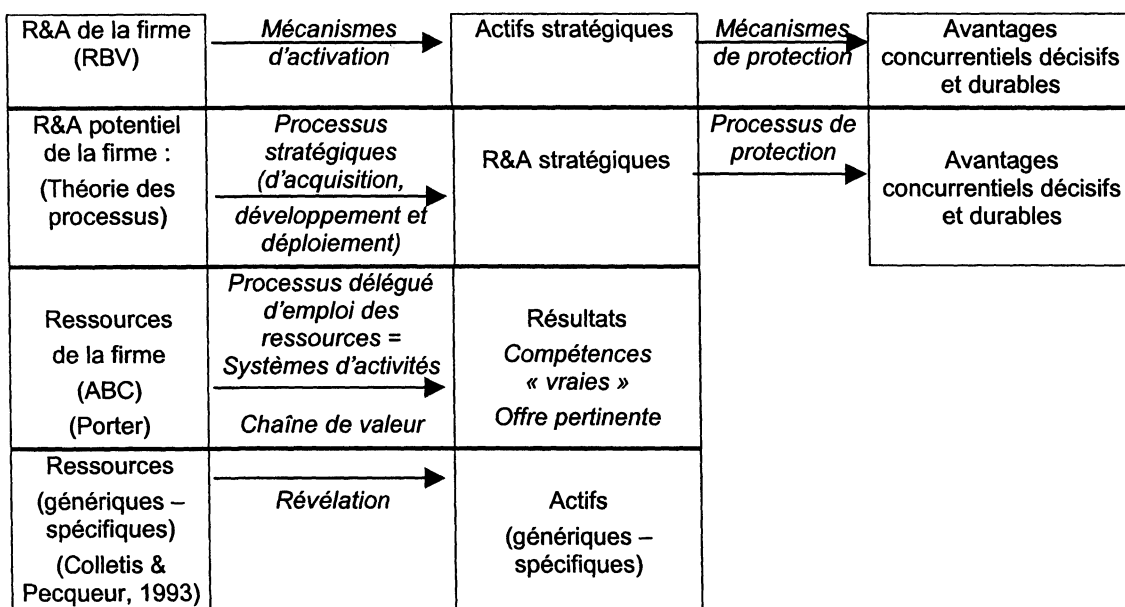 R&A de la firme
(RBV)
Mécanismes
d'activation
Actifs stratégiques
Mécanismes
de protection
Avantages
concurrentiels décisifs
et durables
R&A potentiel
de la firme :
(Théorie des
processus)
Processus
stratégiques
(d'acquisition,
développement et
déploiement)
R&A stratégiques
Processus de
protection
Avantages
concurrentiels décisifs
et durables
Ressources
de la firme
(ABC)
(Porter)
Processus délégué
d'emploi des
ressources =
Systèmes d'activités
Chaîne de valeur
Résultats
Compétences
« vraies »
Offre pertinente
Ressources
(génériques –
spécifiques)
(Colletis &
Pecqueur, 1993)
Révélation
Actifs
(génériques –
spécifiques)